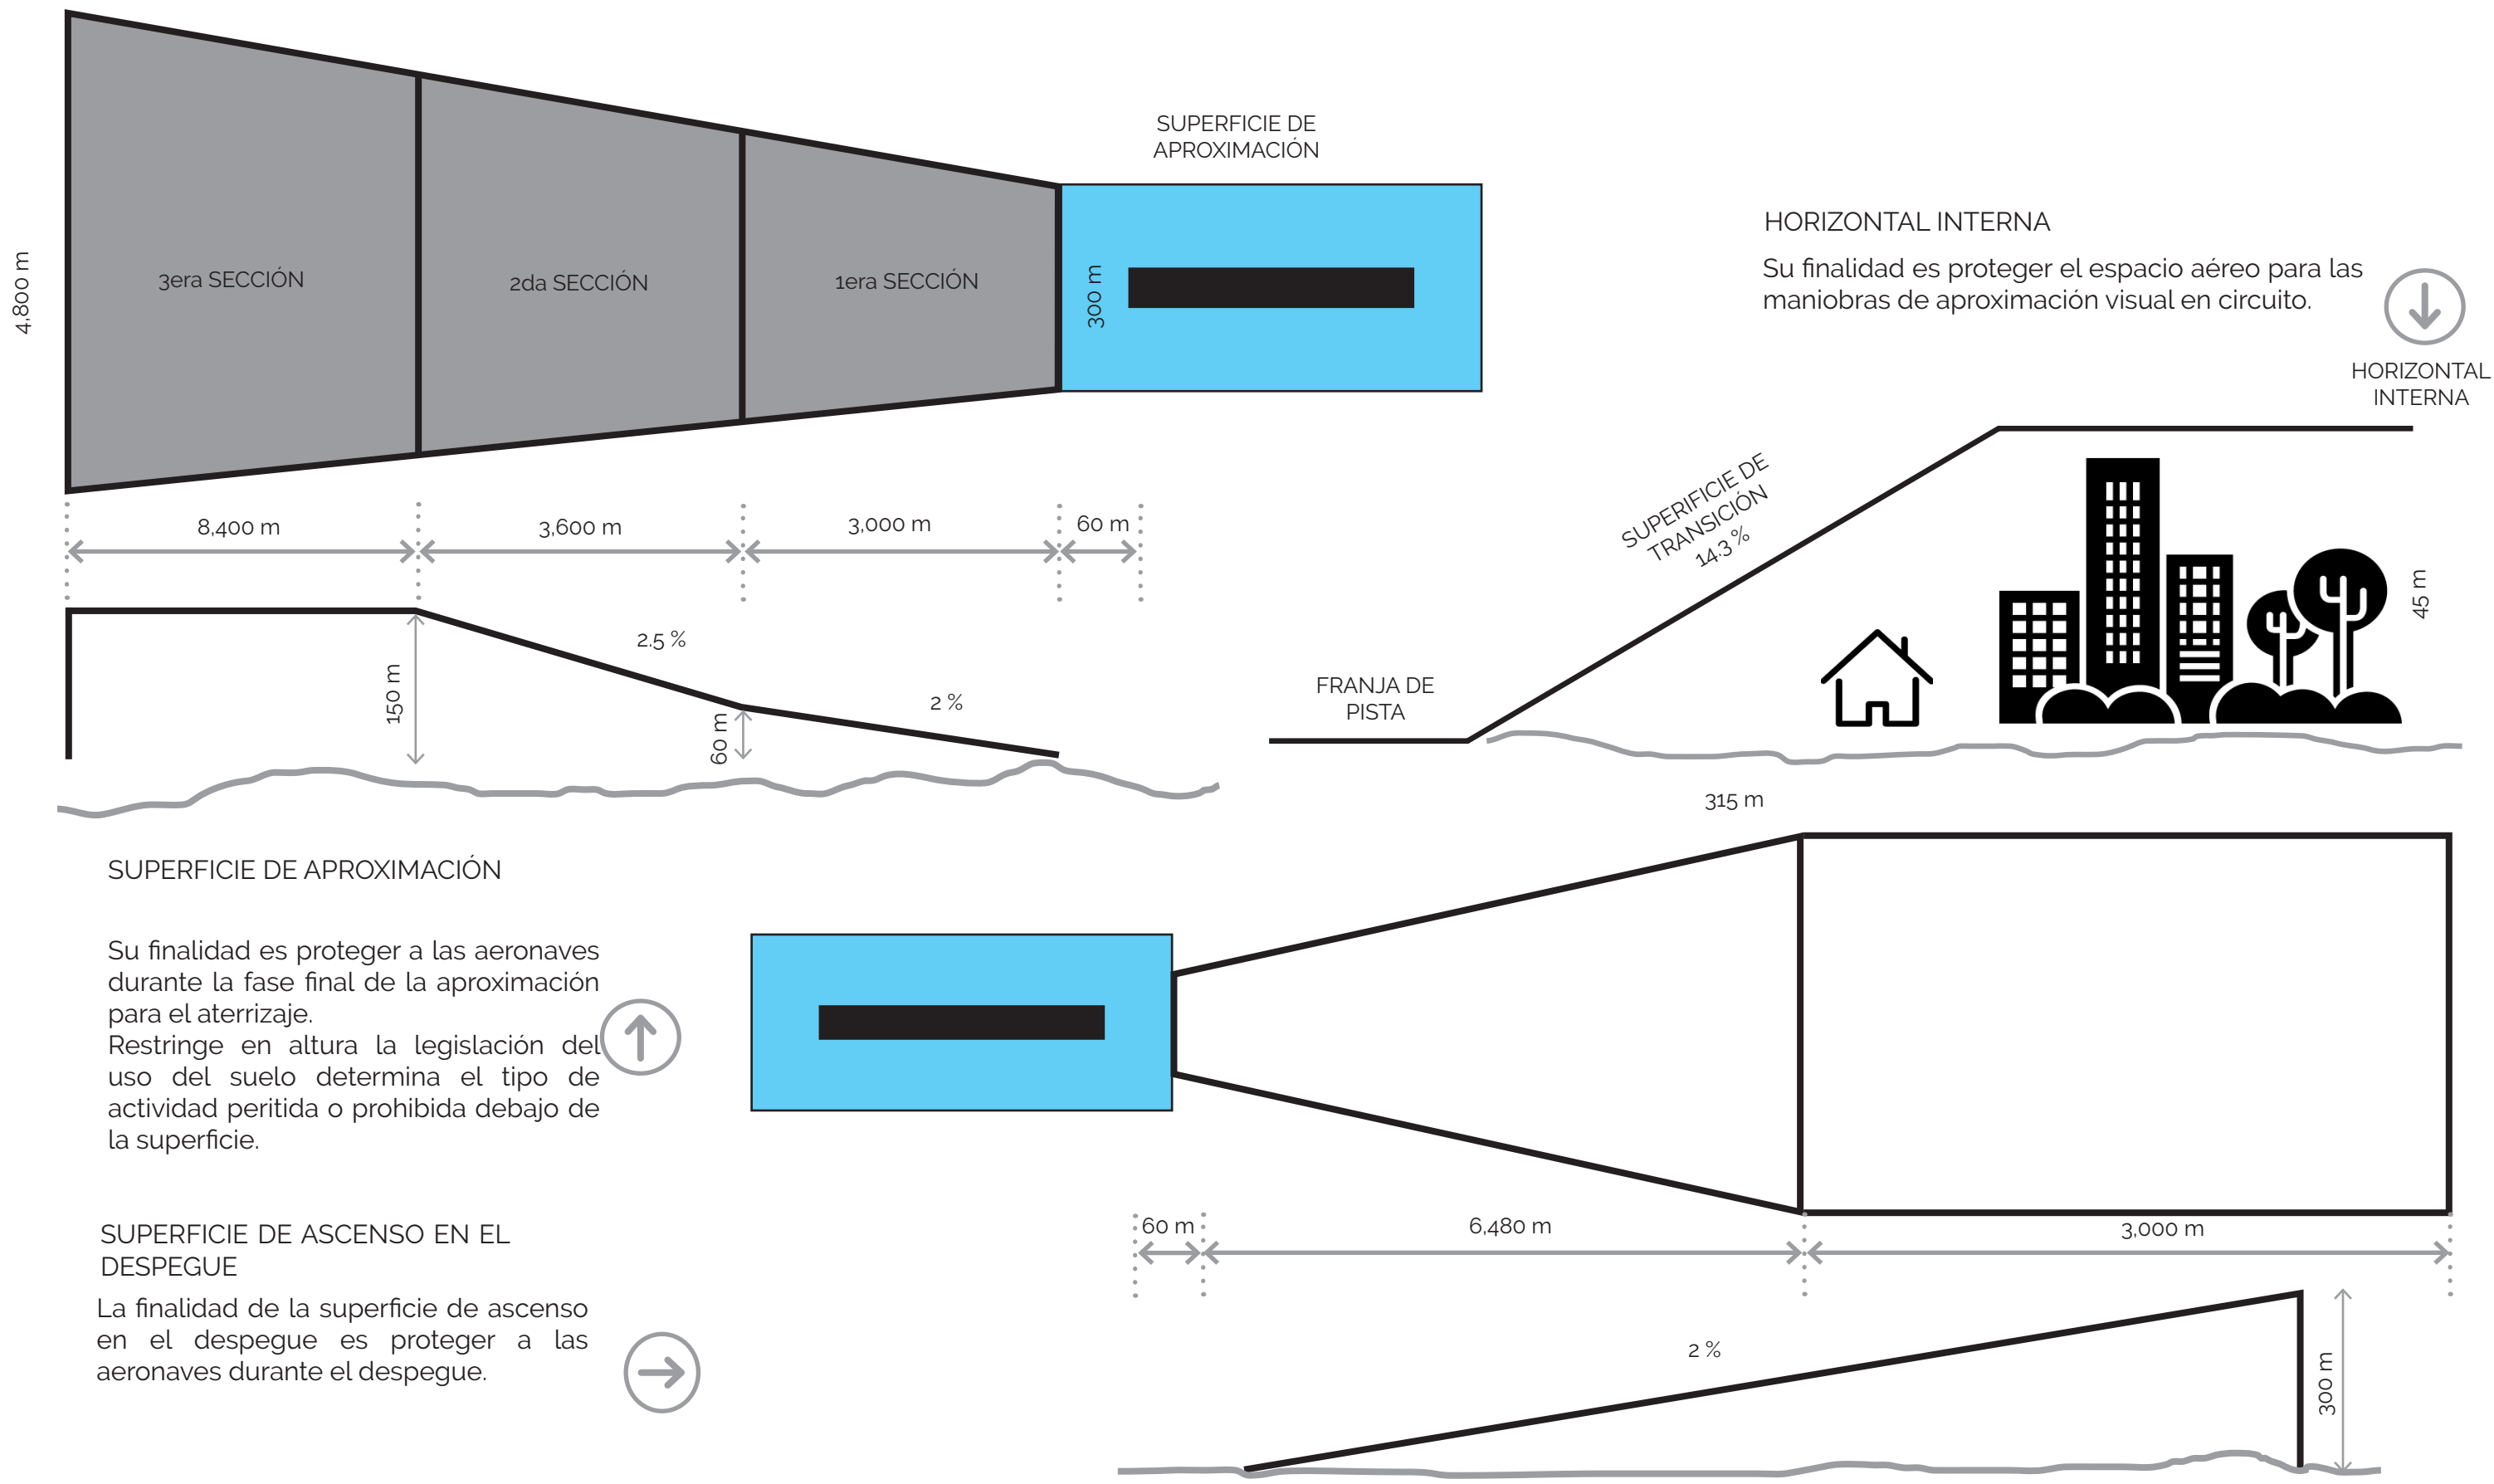 SUPERFICIE DE
APROXIMACIÓN
4,800 m
3era SECCIÓN
2da SECCIÓN
1era SECCIÓN
300 m
8,400 m
3,600 m
3,000 m
60 m
150 m
2.5 %
60 m
2 %
HORIZONTAL INTERNA
Su finalidad es proteger el espacio aéreo para las
maniobras de aproximación visual en circuito.
HORIZONTAL
INTERNA
SUPERIFICIE DE
TRANSICIÓN
14.3 %
45 m
FRANJA DE
PISTA
315 m
SUPERFICIE DE APROXIMACIÓN
Su finalidad es proteger a las aeronaves
durante la fase final de la aproximación
para el aterrizaje.
Restringe en altura la legislación del
uso del suelo determina el tipo de
actividad peritida o prohibida debajo de
la superficie.
SUPERFICIE DE ASCENSO EN EL
DESPEGUE
La finalidad de la superficie de ascenso
en el despegue es proteger a las
aeronaves durante el despegue.
60 m
6,480 m
3,000 m
2 %
300 m